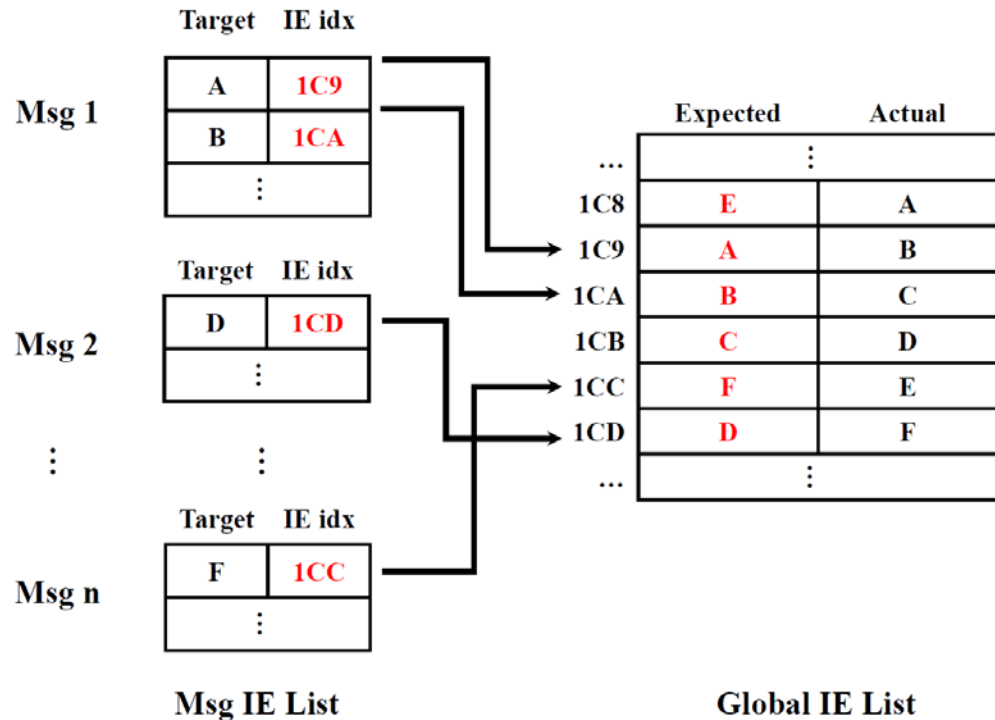 Target IE idx
Msg 1
A 1C9
B 1CA
⋮
Target IE idx
Msg 2
D 1CD
⋮
⋮ ⋮
Target IE idx
Msg n
F 1CC
⋮
Msg IE List
Expected Actual
... ⋮
1C8 E A
1C9 A B
1CA B C
1CB C D
1CC F E
1CD D F
... ⋮
Global IE List